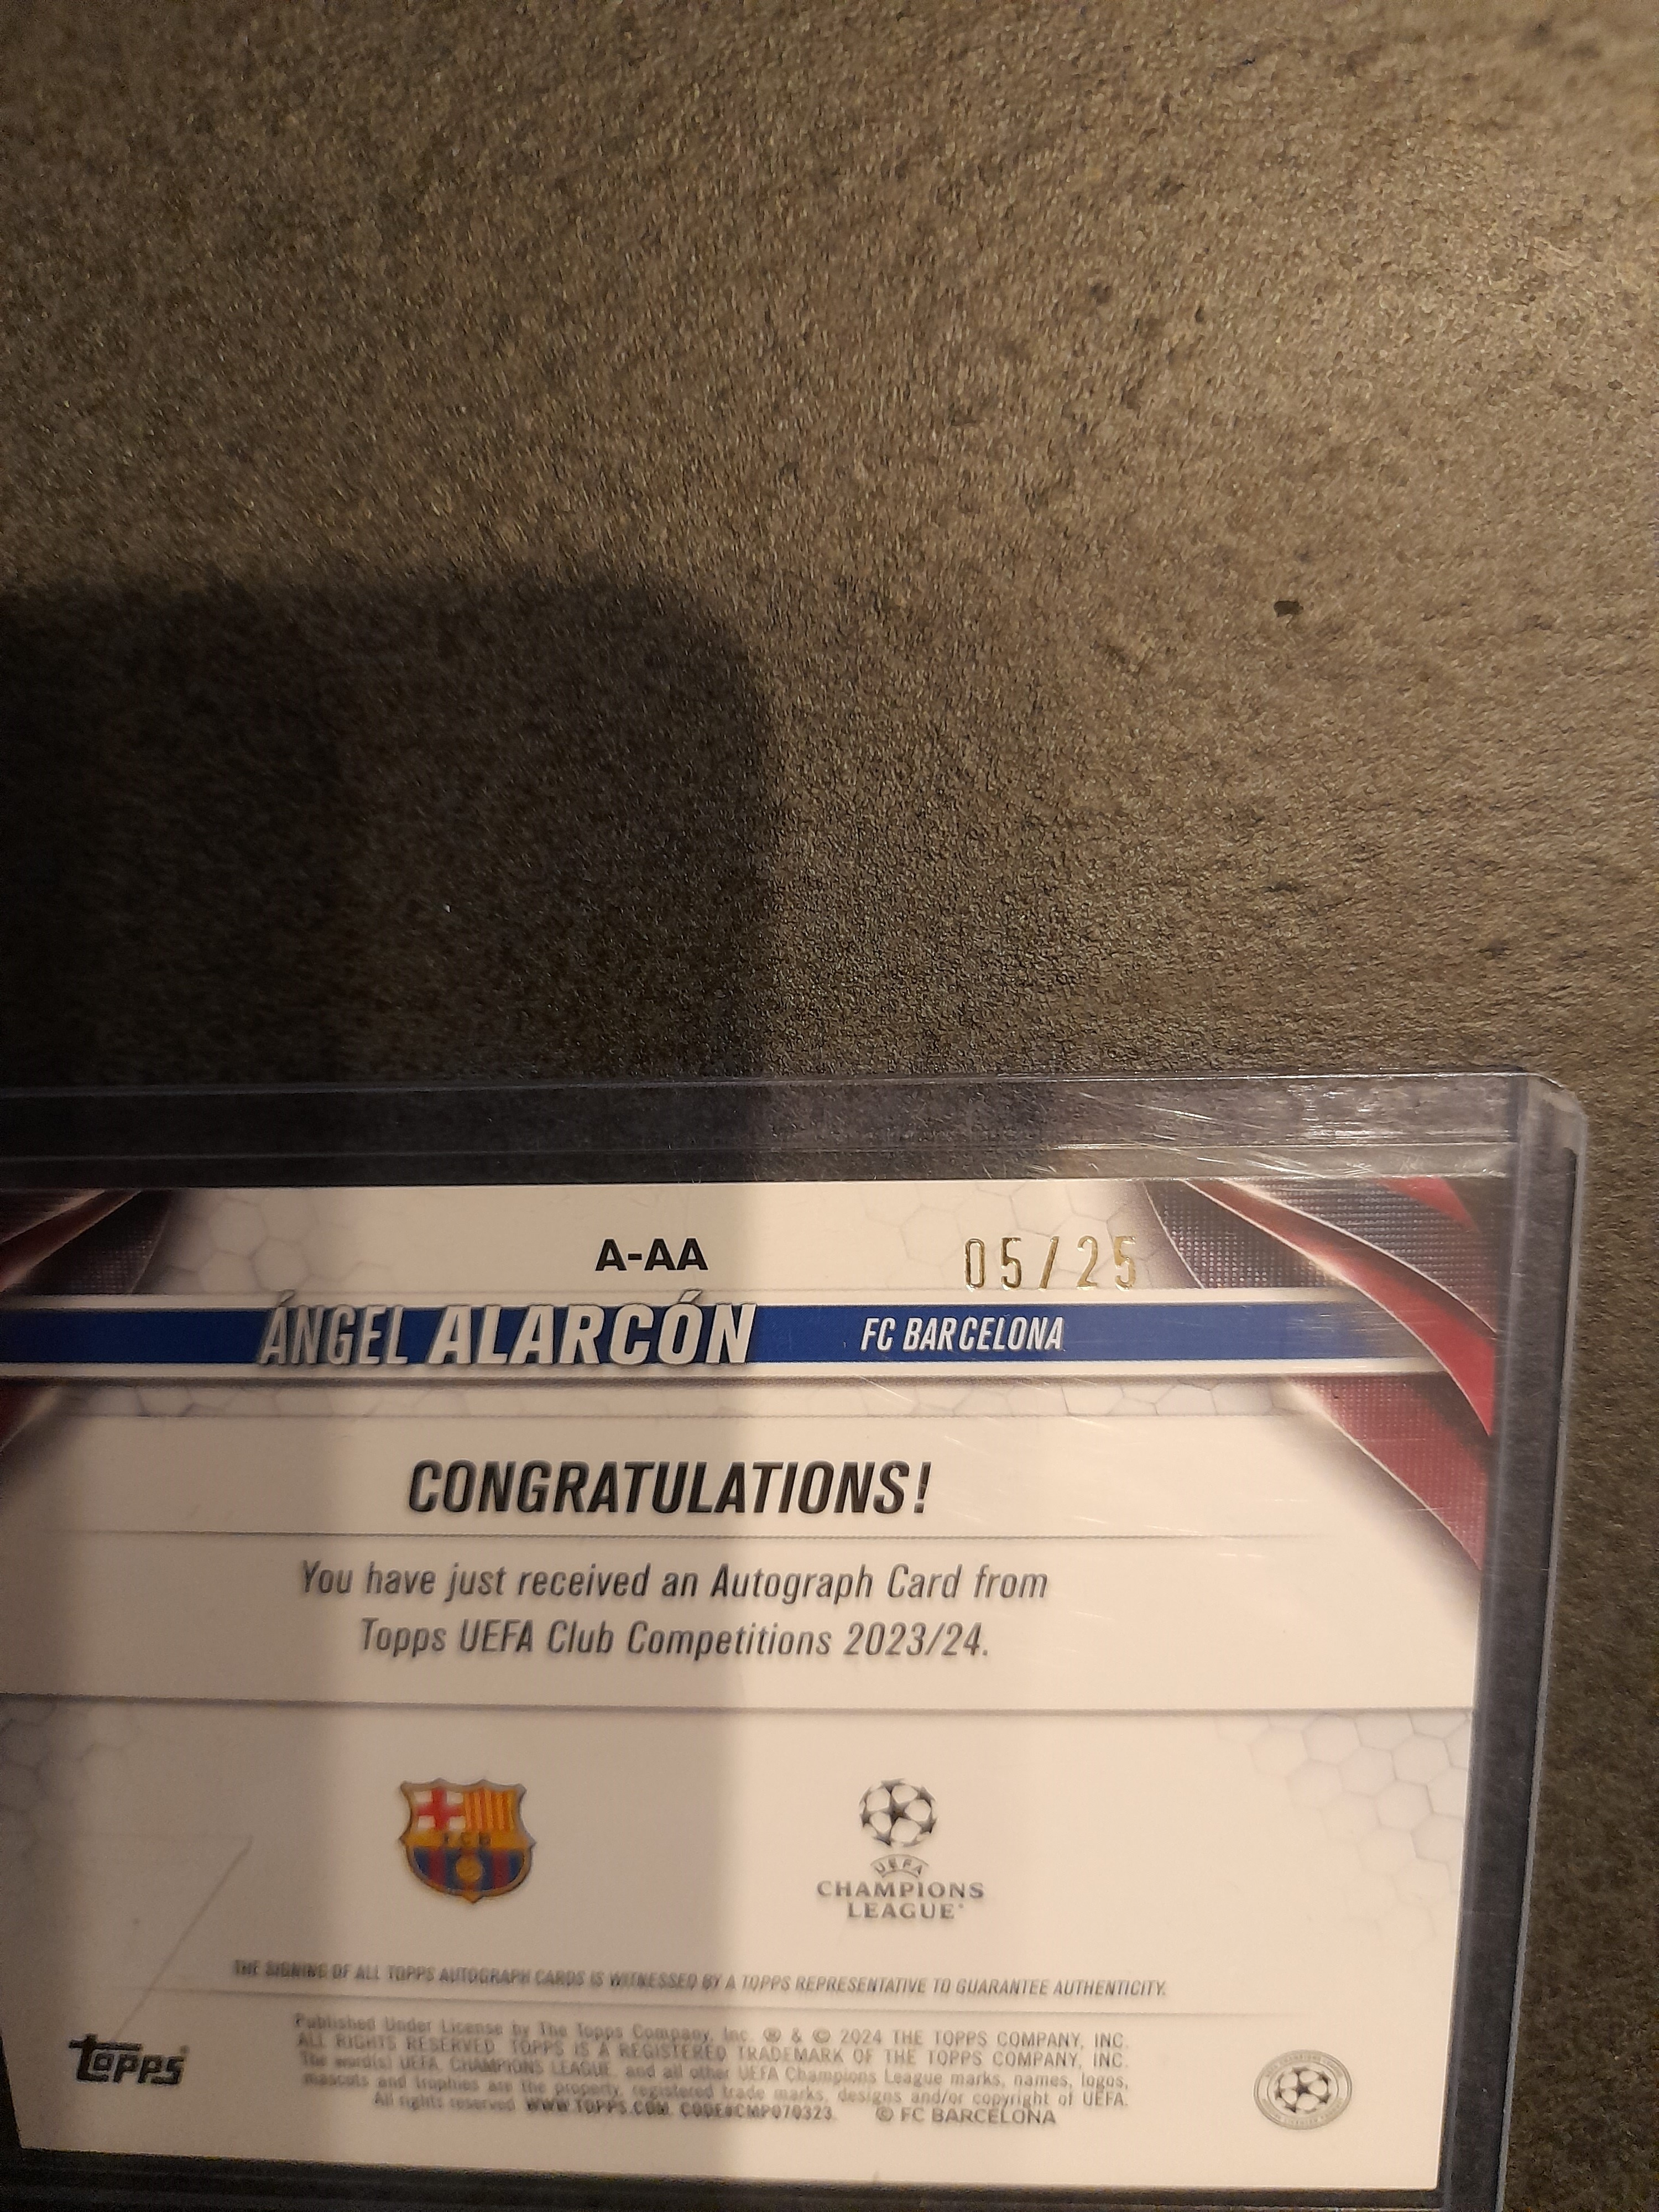 A-AA 05/25
ÁNGEL ALARCÓN FC BARCELONA
CONGRATULATIONS!
You have just received an Autograph Card from
Topps UEFA Club Competitions 2023/24.
FCB
UEFA
CHAMPIONS
LEAGUE
THE SIGNING OF ALL TOPPS AUTOGRAPH CARDS IS WITNESSED BY A TOPPS REPRESENTATIVE TO GUARANTEE AUTHENTICITY.
Published Under License by The Topps Company, Inc. ® & © 2024 THE TOPPS COMPANY, INC.
ALL RIGHTS RESERVED. TOPPS IS A REGISTERED TRADEMARK OF THE TOPPS COMPANY, INC.
The word(s) UEFA, CHAMPIONS LEAGUE, and all other UEFA Champions League marks, names, logos,
mascots and trophies are the property, registered trade marks, designs and/or copyright of UEFA.
All rights reserved. WWW.TOPPS.COM. CODE#CMP070323. © FC BARCELONA
topps